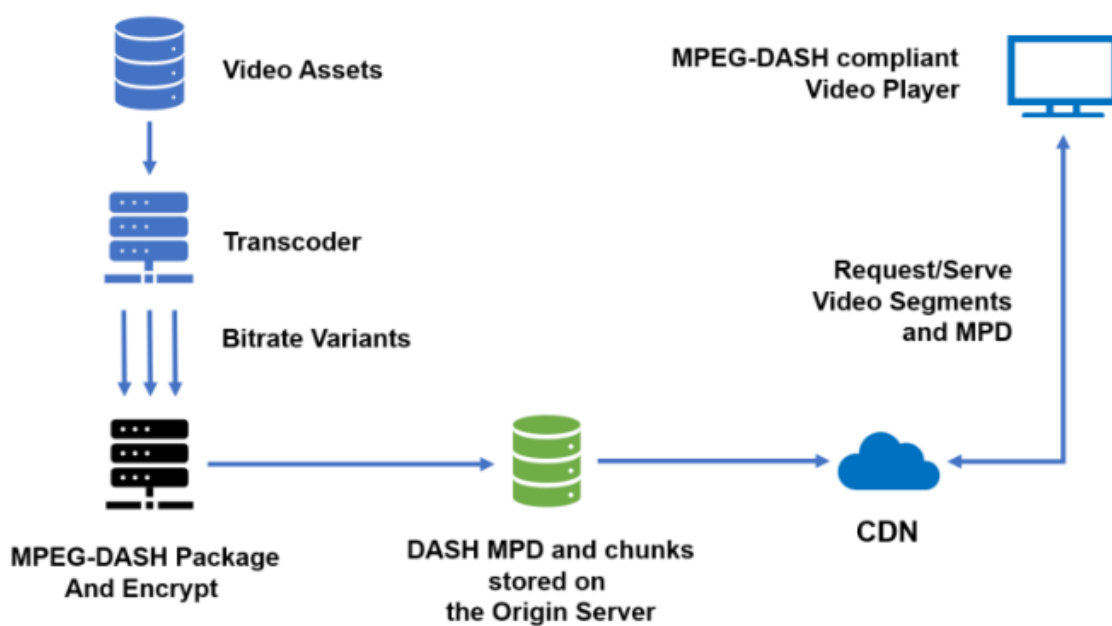 Video Assets
MPEG-DASH compliant
Video Player
Transcoder
Request/Serve
Video Segments
and MPD
Bitrate Variants
MPEG-DASH Package
And Encrypt
DASH MPD and chunks
stored on
the Origin Server
CDN